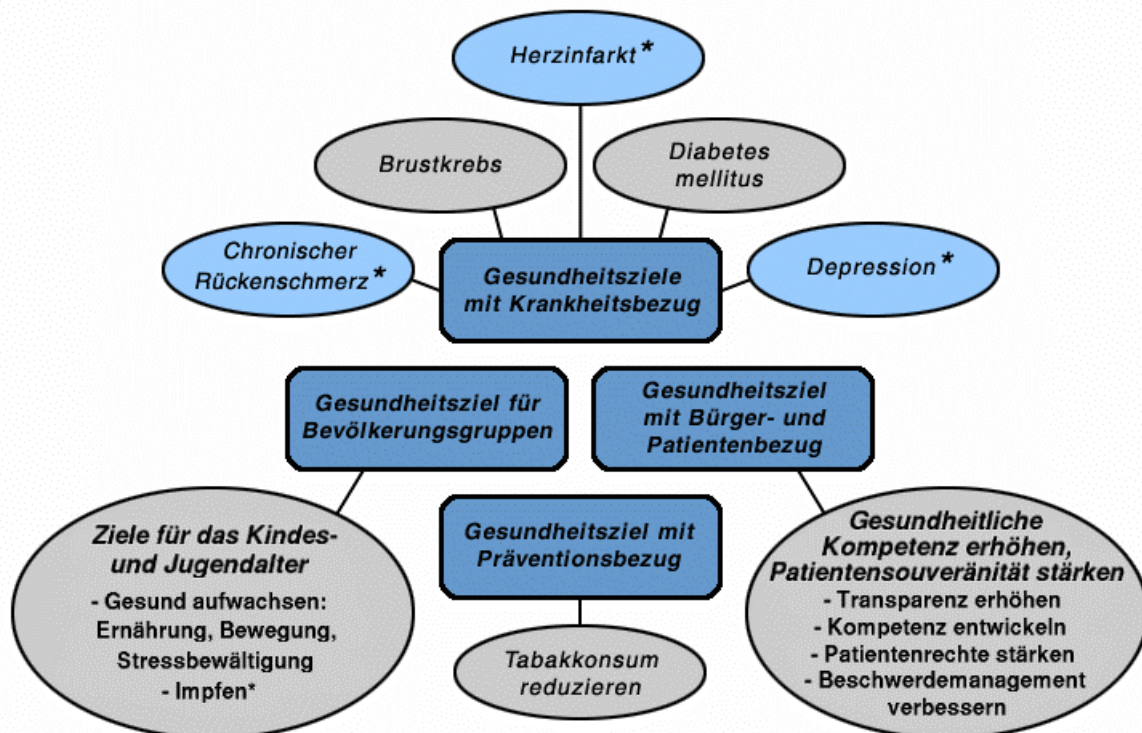 Herzinfarkt*
Brustkrebs
Diabetes
mellitus
Chronischer
Rückenschmerz*
Gesundheitsziele
mit Krankheitsbezug
Depression*
Gesundheitsziel für
Bevölkerungsgruppen
Gesundheitsziel
mit Bürger- und
Patientenbezug
Ziele für das Kindes-
und Jugendalter
- Gesund aufwachsen:
Ernährung, Bewegung,
Stressbewältigung
- Impfen*
Gesundheitsziel mit
Präventionsbezug
Tabakkonsum
reduzieren
Gesundheitliche
Kompetenz erhöhen,
Patientensouveränität stärken
- Transparenz erhöhen
- Kompetenz entwickeln
- Patientenrechte stärken
- Beschwerdemanagement
verbessern